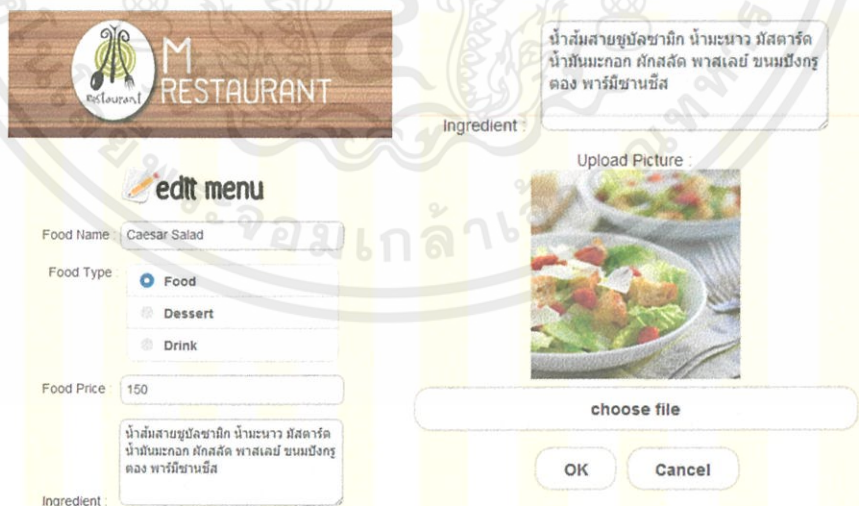 restaurant
M
RESTAURANT
edit menu
Food Name : Caesar Salad
Food Type :
Food
Dessert
Drink
Food Price : 150
น้ำส้มสายชูบัลซามิก น้ำมะนาว มัสตาร์ด
น้ำมันมะกอก ผักสลัด พาสเลย์ ขนมปังกรู
ตอง พาร์มีซานชีส
Ingredient :
น้ำส้มสายชูบัลซามิก น้ำมะนาว มัสตาร์ด
น้ำมันมะกอก ผักสลัด พาสเลย์ ขนมปังกรู
ตอง พาร์มีซานชีส
Ingredient :
Upload Picture :
choose file
OK Cancel